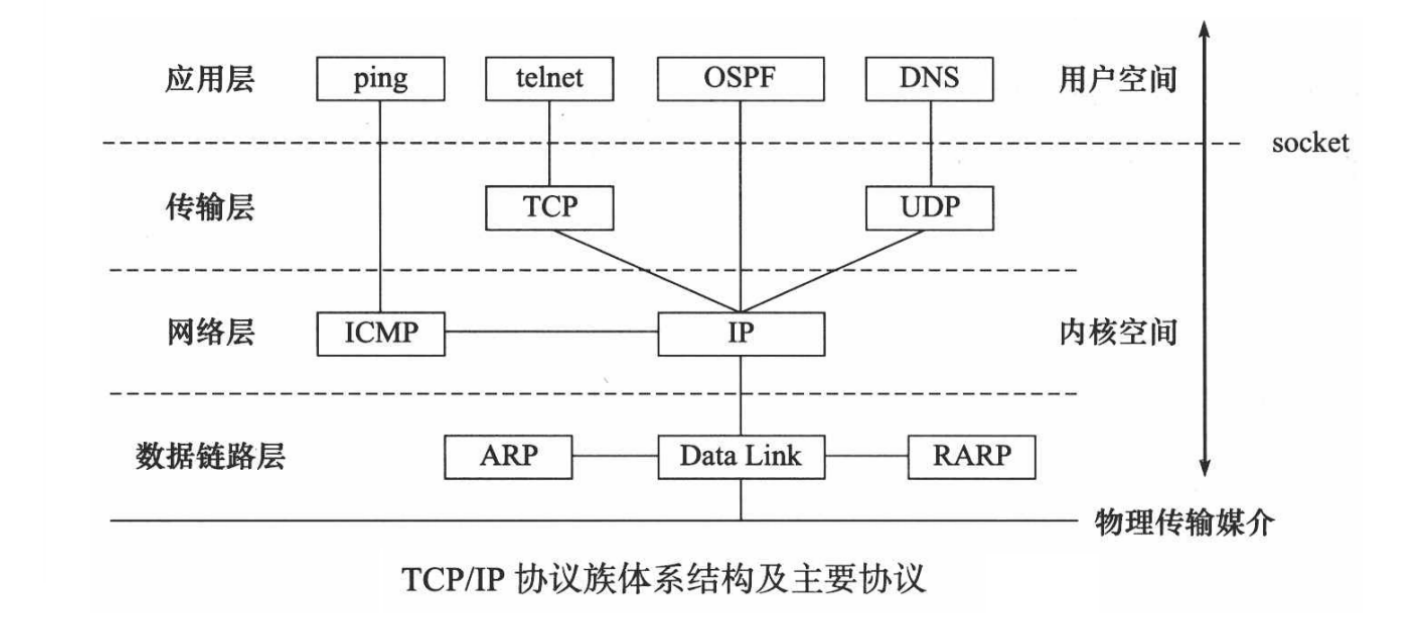 应用层 ping telnet OSPF DNS 用户空间
socket
传输层 TCP UDP
网络层 ICMP IP 内核空间
数据链路层 ARP Data Link RARP
物理传输媒介
TCP/IP 协议族体系结构及主要协议